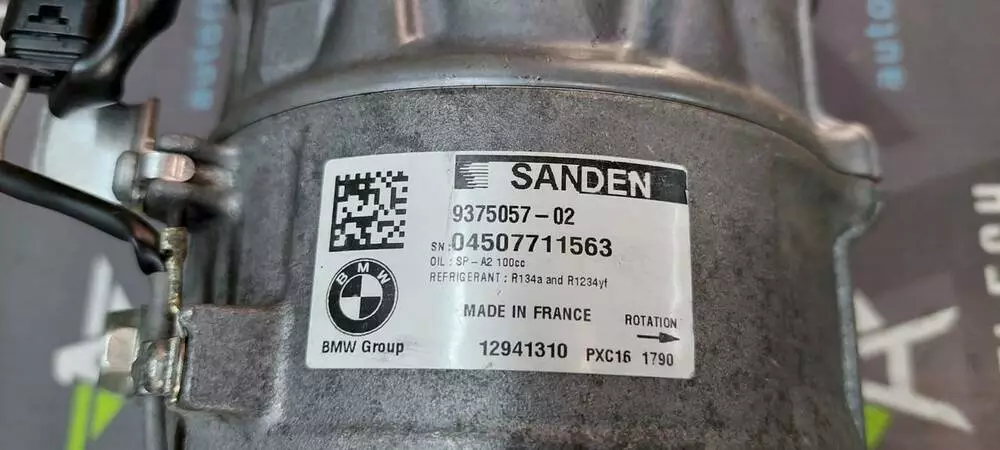 SANDEN
9375057-02
SN: 04507711563
OIL : SP-A2 100cc
REFRIGERANT : R134a and R1234yf
BMW
MADE IN FRANCE
ROTATION
BMW Group
12941310 PXC16 1790